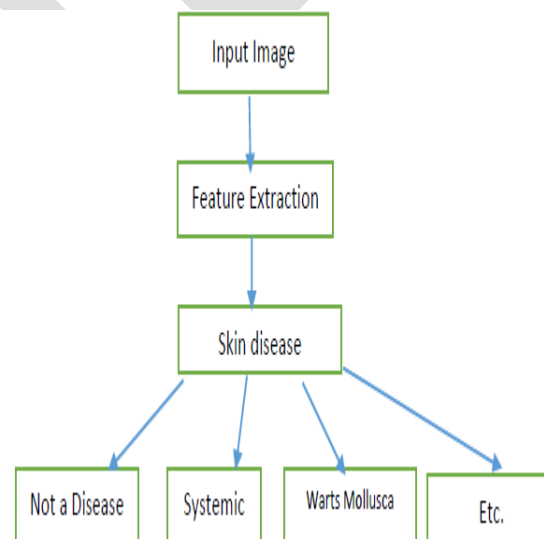 Input Image
Feature Extraction
Skin disease
Not a Disease
Systemic
Warts Mollusca
Etc.